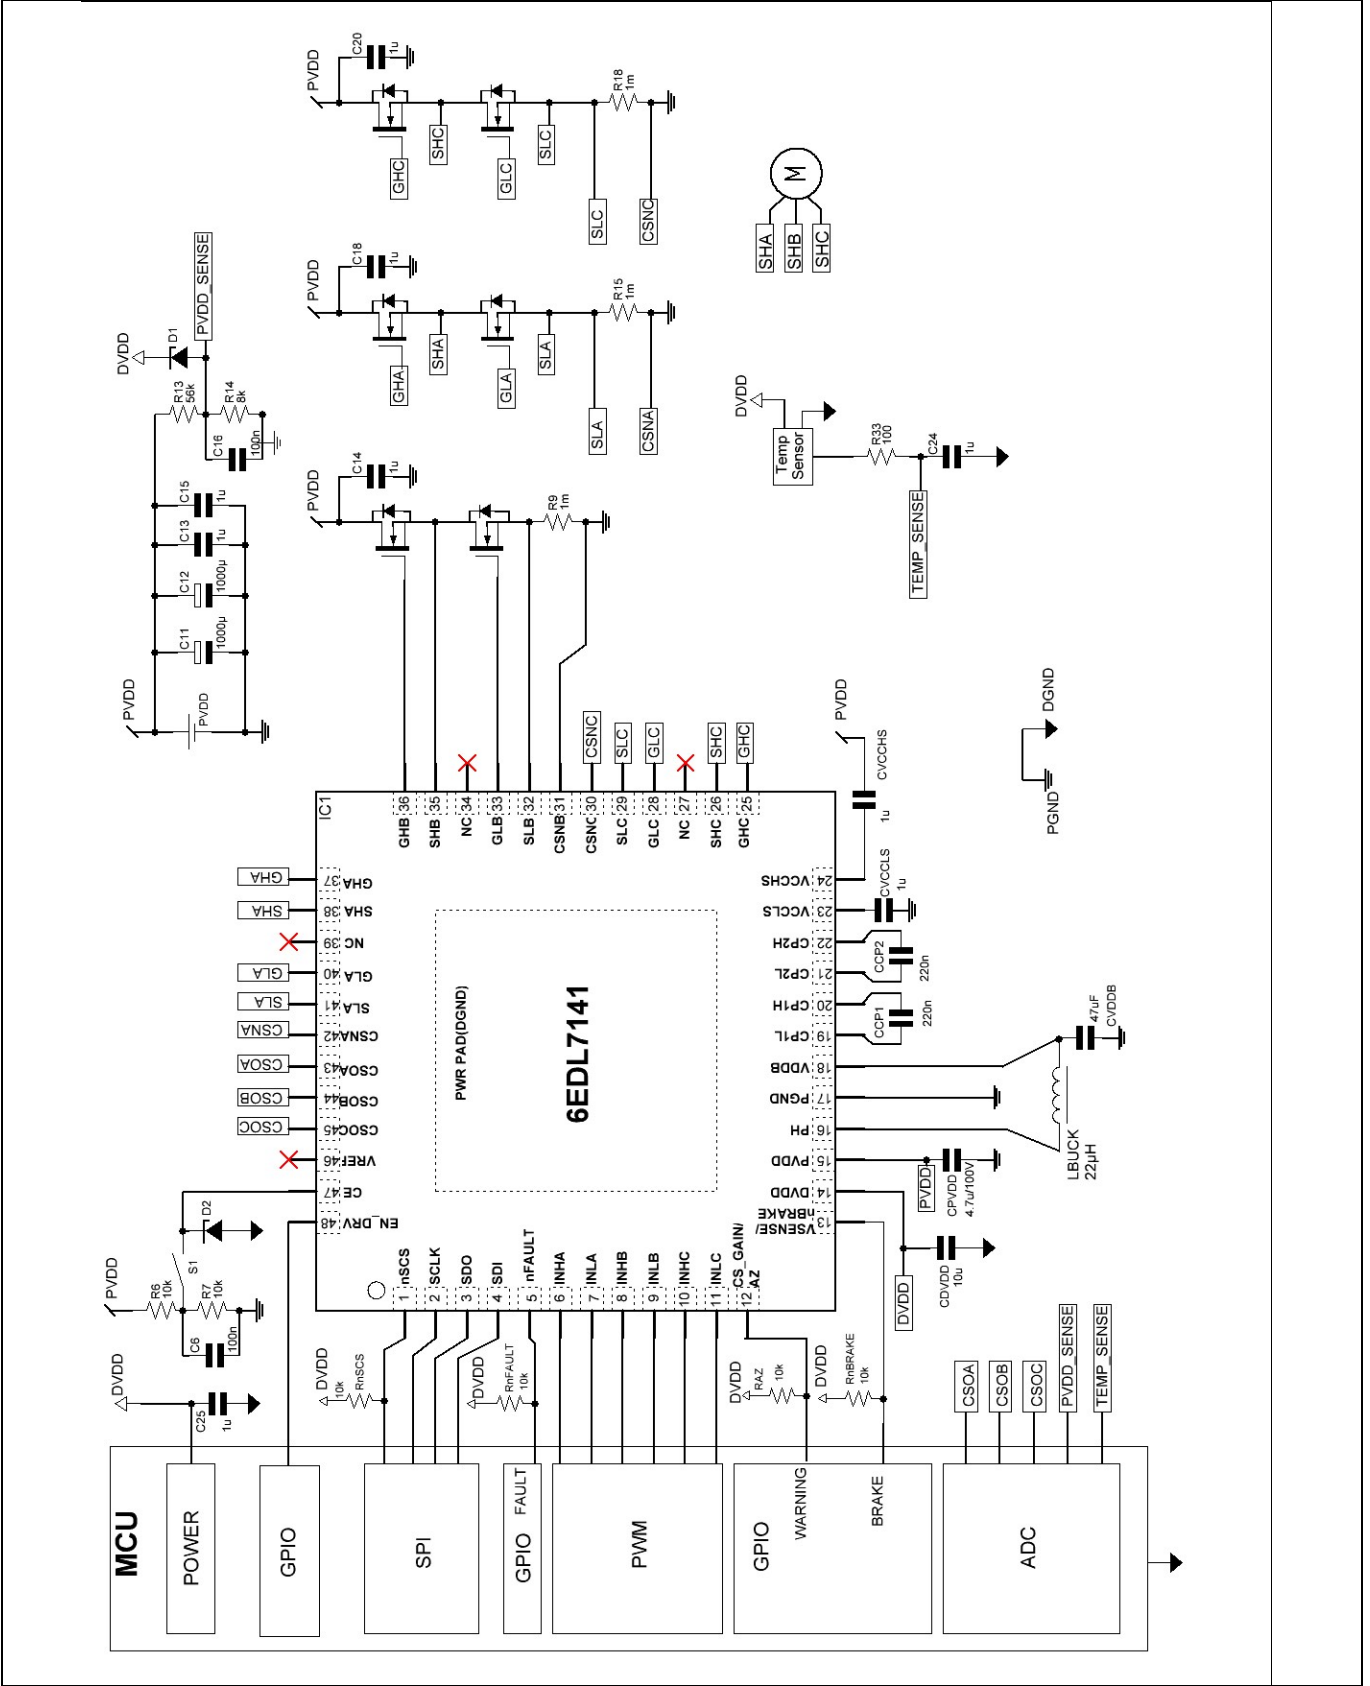 MCU
POWER
GPIO
SPI
GPIO
FAULT
PWM
GPIO
WARNING
BRAKE
ADC
DVDD
C25
1u
PVDD
R6
10k
R7
10k
C6
100n
S1
D2
DVDD
10k
RnSCS
DVDD
RnFAULT
10k
DVDD
RAZ
10k
DVDD
RnBRAKE
10k
CSOA
CSOB
CSOC
PVDD_SENSE
TEMP_SENSE
IC1
6EDL7141
PWR PAD(DGND)
1 nSCS
2 SCLK
3 SDO
4 SDI
5 nFAULT
6 INHA
7 INLA
8 INHB
9 INLB
10 INHC
11 INLC
12 CS_GAIN/
AZ
13 VSENSE/
nBRAKE
14 DVDD
15 PVDD
16 PH
17 PGND
18 VDDB
19 CP1L
20 CP1H
21 CP2L
22 CP2H
23 VCCLS
24 VCCHS
GHC 25
SHC 26
NC 27
GLC 28
SLC 29
CSNC 30
CSNB 31
SLB 32
GLB 33
NC 34
SHB 35
GHB 36
37 GHA
38 SHA
39 NC
40 GLA
41 SLA
CSNA42
CSOA43
CSOB44
CSOC45
VREF46
CE 47
48 EN_DRV
GHA
SHA
GLA
SLA
CSNA
CSOA
CSOB
CSOC
CSNC
SLC
GLC
SHC
GHC
DVDD
CDVDD
10u
PVDD
CPVDD
4.7u/100V
LBUCK
22µH
47uF
CVDDB
CCP1
220n
CCP2
220n
CVCCLS
1u
CVCCHS
1u
PVDD
PGND
DGND
PVDD
PVDD
C11
1000µ
C12
1000µ
C13
1u
C15
1u
C16
100n
R13
56k
R14
8k
DVDD
D1
PVDD_SENSE
PVDD
C14
1u
R9
1m
PVDD
C18
1u
GHA
SHA
GLA
SLA
R15
1m
SLA
CSNA
PVDD
C20
1u
GHC
SHC
GLC
SLC
R18
1m
SLC
CSNC
DVDD
Temp
Sensor
R33
100
C24
1u
TEMP_SENSE
SHA
SHB
SHC
M